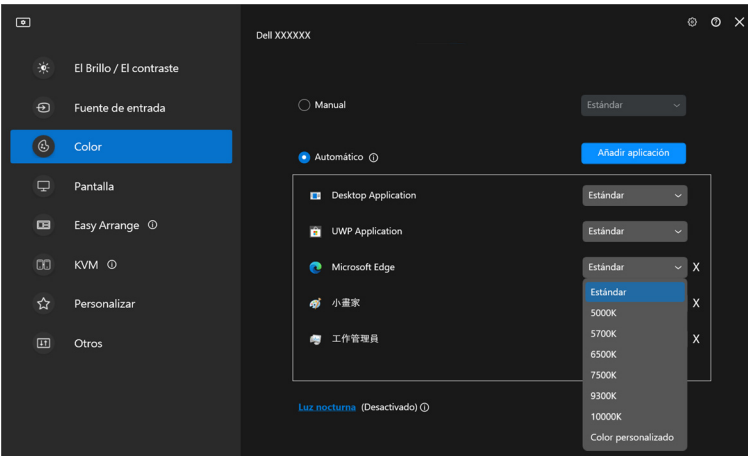 Dell XXXXXX
El Brillo / El contraste
Fuente de entrada
Color
Pantalla
Easy Arrange
KVM
Personalizar
Otros
Manual
Estándar
Automático
Añadir aplicación
Desktop Application
Estándar
UWP Application
Estándar
Microsoft Edge
Estándar
X
小畫家
X
工作管理員
X
Estándar
5000K
5700K
6500K
7500K
9300K
10000K
Color personalizado
Luz nocturna (Desactivado)